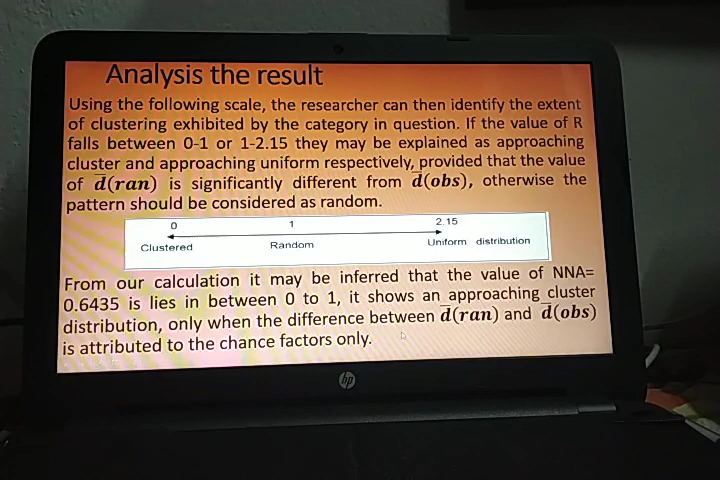 Analysis the result
Using the following scale, the researcher can then identify the extent
of clustering exhibited by the category in question. If the value of R
falls between 0-1 or 1-2.15 they may be explained as approaching
cluster and approaching uniform respectively, provided that the value
of d̅(ran) is significantly different from d̅(obs), otherwise the
pattern should be considered as random.
0 1 2.15
Clustered Random Uniform distribution
From our calculation it may be inferred that the value of NNA=
0.6435 is lies in between 0 to 1, it shows an approaching cluster
distribution, only when the difference between d̅(ran) and d̅(obs)
is attributed to the chance factors only.
hp